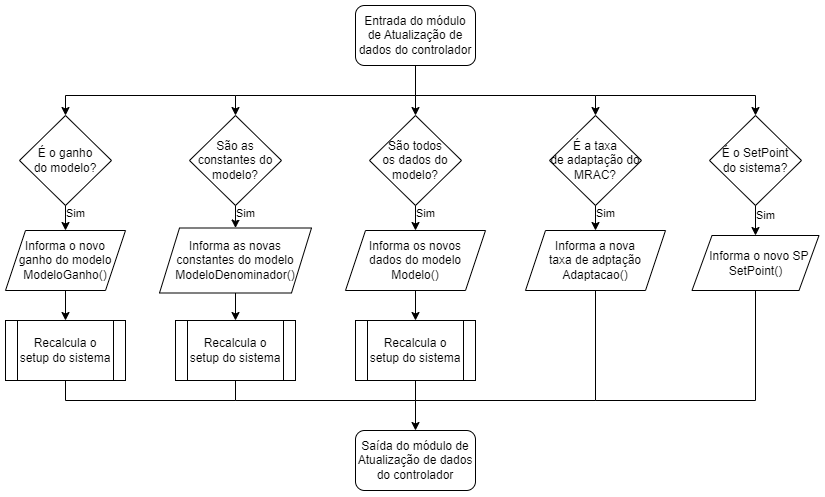 Entrada do módulo
de Atualização de
dados do controlador
É o ganho
do modelo?
São as
constantes do
modelo?
São todos
os dados do
modelo?
É a taxa
de adaptação do
MRAC?
É o SetPoint
do sistema?
Sim
Sim
Sim
Sim
Sim
Informa o novo
ganho do modelo
ModeloGanho()
Informa as novas
constantes do modelo
ModeloDenominador()
Informa os novos
dados do modelo
Modelo()
Informa a nova
taxa de adptação
Adaptacao()
Informa o novo SP
SetPoint()
Recalcula o
setup do sistema
Recalcula o
setup do sistema
Recalcula o
setup do sistema
Saída do módulo de
Atualização de dados
do controlador